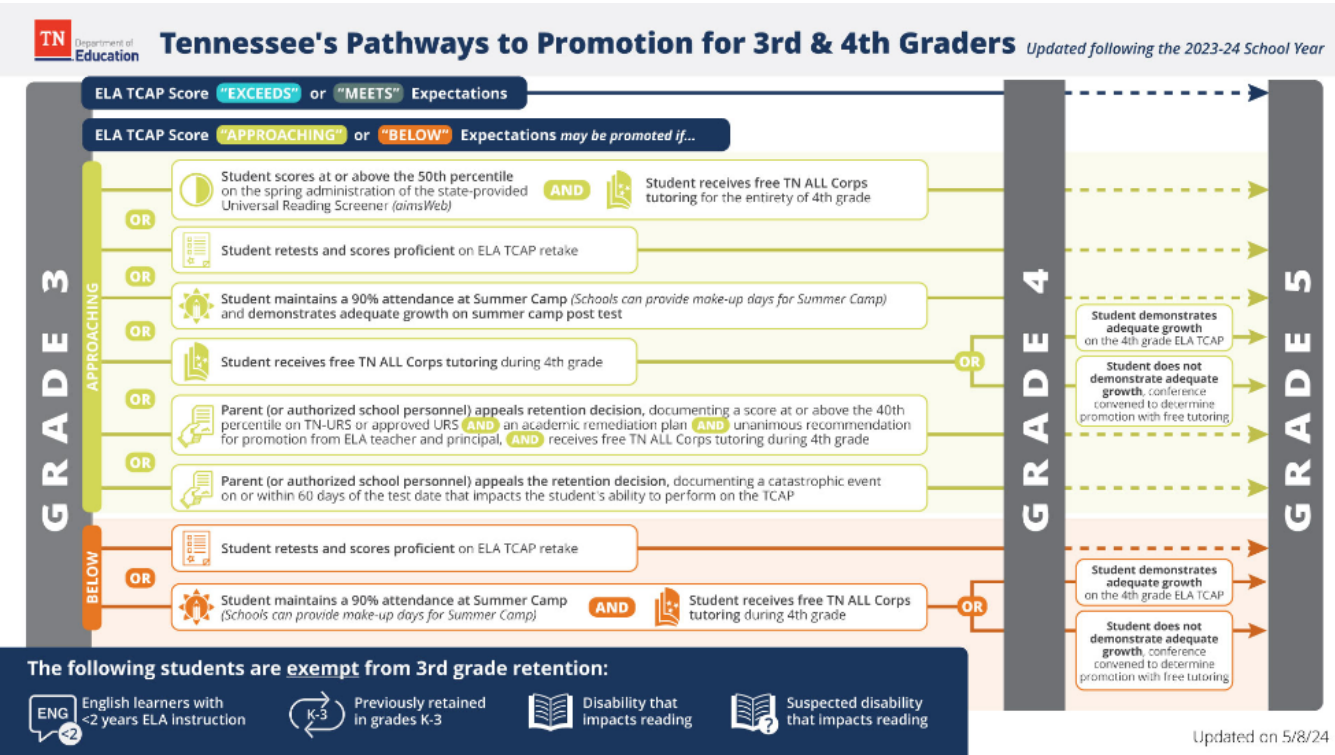 TN
Department of
Education
Tennessee's Pathways to Promotion for 3rd & 4th Graders Updated following the 2023-24 School Year
ELA TCAP Score "EXCEEDS" or "MEETS" Expectations
ELA TCAP Score "APPROACHING" or "BELOW" Expectations may be promoted if...
GRADE 3
GRADE 4
GRADE 5
APPROACHING
Student scores at or above the 50th percentile
on the spring administration of the state-provided
Universal Reading Screener (aimsWeb)
AND
Student receives free TN ALL Corps
tutoring for the entirety of 4th grade
OR
Student retests and scores proficient on ELA TCAP retake
OR
Student maintains a 90% attendance at Summer Camp (Schools can provide make-up days for Summer Camp)
and demonstrates adequate growth on summer camp post test
OR
Student receives free TN ALL Corps tutoring during 4th grade
OR
Student demonstrates
adequate growth
on the 4th grade ELA TCAP
Student does not
demonstrate adequate
growth, conference
convened to determine
promotion with free tutoring
OR
Parent (or authorized school personnel) appeals retention decision, documenting a score at or above the 40th
percentile on TN-URS or approved URS AND an academic remediation plan AND unanimous recommendation
for promotion from ELA teacher and principal, AND receives free TN ALL Corps tutoring during 4th grade
OR
Parent (or authorized school personnel) appeals the retention decision, documenting a catastrophic event
on or within 60 days of the test date that impacts the student's ability to perform on the TCAP
BELOW
Student retests and scores proficient on ELA TCAP retake
OR
Student maintains a 90% attendance at Summer Camp
(Schools can provide make-up days for Summer Camp)
AND
Student receives free TN ALL Corps
tutoring during 4th grade
OR
Student demonstrates
adequate growth
on the 4th grade ELA TCAP
Student does not
demonstrate adequate
growth, conference
convened to determine
promotion with free tutoring
The following students are exempt from 3rd grade retention:
ENG
<2
English learners with
<2 years ELA instruction
K-3
Previously retained
in grades K-3
Disability that
impacts reading
?
Suspected disability
that impacts reading
Updated on 5/8/24